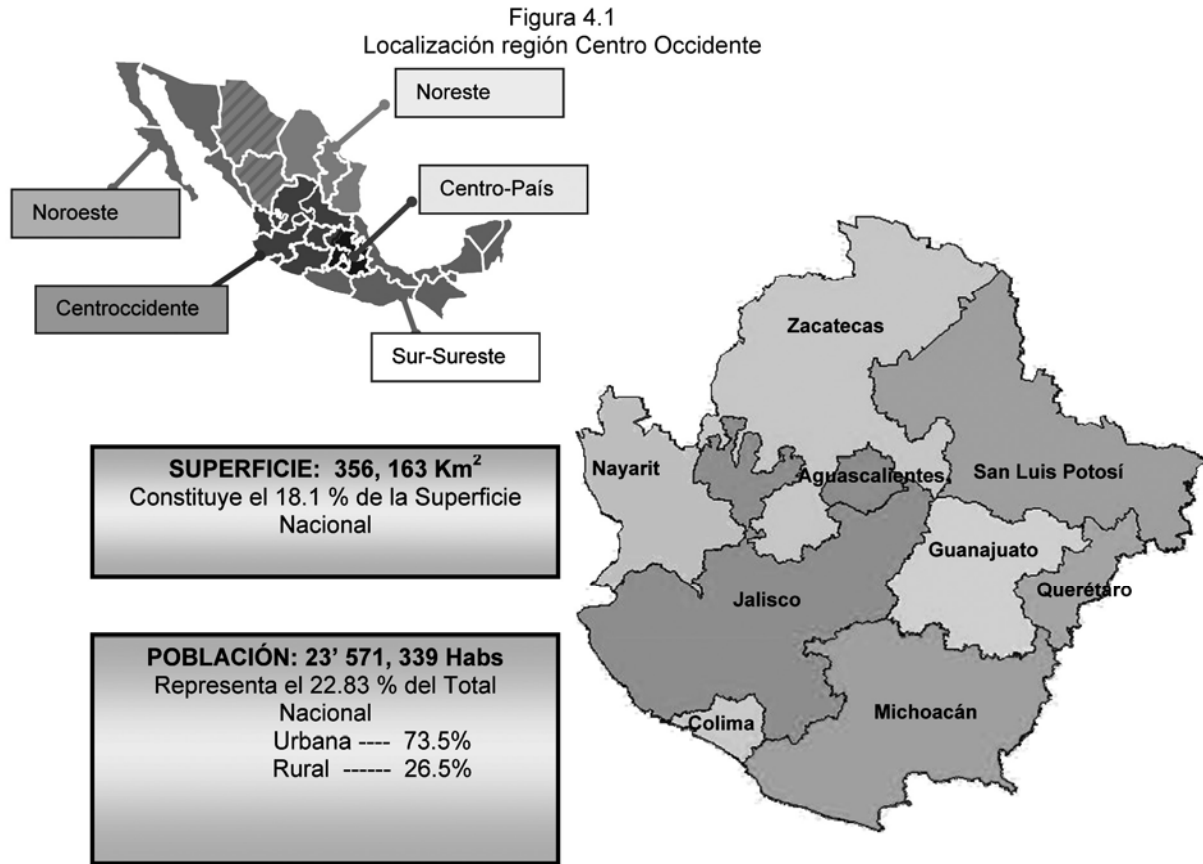 Figura 4.1
Localización región Centro Occidente
Noreste
Centro-País
Noroeste
Centroccidente
Sur-Sureste
SUPERFICIE: 356, 163 Km²
Constituye el 18.1 % de la Superficie
Nacional
POBLACIÓN: 23' 571, 339 Habs
Representa el 22.83 % del Total
Nacional
Urbana ---- 73.5%
Rural ------ 26.5%
Zacatecas
Nayarit
Aguascalientes
San Luis Potosí
Guanajuato
Querétaro
Jalisco
Colima
Michoacán